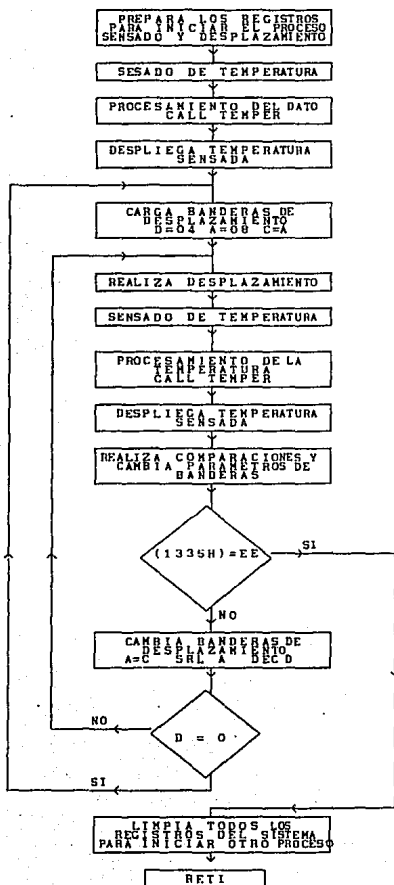 PREPARA LOS REGISTROS
PARA INICIAR EL PROCESO
SENSADO Y DESPLAZAMIENTO
SESADO DE TEMPERATURA
PROCESAMIENTO DEL DATO
CALL TEMPER
DESPLIEGA TEMPERATURA
SENSADA
CARGA BANDERAS DE
DESPLAZAMIENTO
D=04 A=08 C=A
REALIZA DESPLAZAMIENTO
SENSADO DE TEMPERATURA
PROCESAMIENTO DE LA
TEMPERATURA
CALL TEMPER
DESPLIEGA TEMPERATURA
SENSADA
REALIZA COMPARACIONES Y
CAMBIA PARAMETROS DE
BANDERAS
(1335H)=EE
SI
NO
CAMBIA BANDERAS DE
DESPLAZAMIENTO
A=C SRL A DEC D
NO
D = 0
SI
LIMPIA TODOS LOS
REGISTROS DEL SISTEMA
PARA INICIAR OTRO PROCESO
RETI